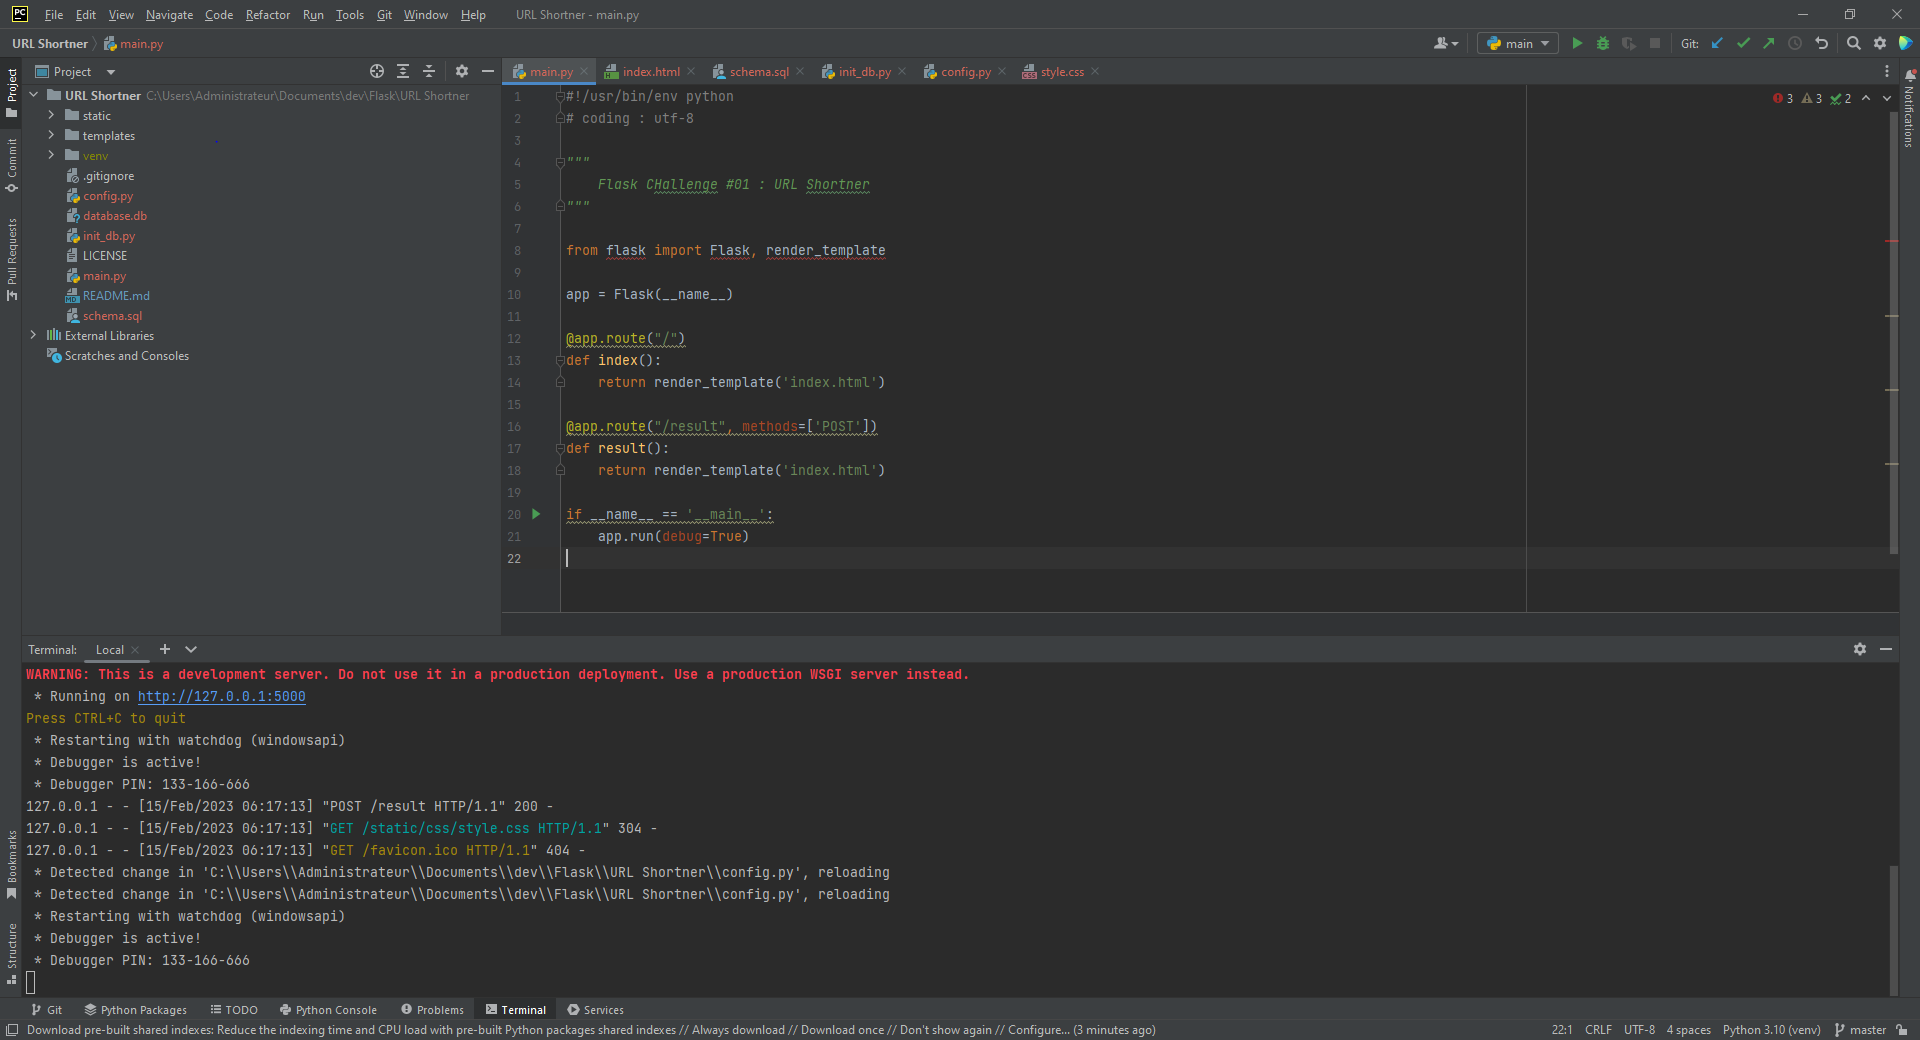 File Edit View Navigate Code Refactor Run Tools Git Window Help URL Shortner - main.py
URL Shortner main.py
main Git:
Project
main.py index.html schema.sql init_db.py config.py style.css
URL Shortner C:\Users\Administrateur\Documents\dev\Flask\URL Shortner
static
templates
venv
.gitignore
config.py
database.db
init_db.py
LICENSE
main.py
README.md
schema.sql
External Libraries
Scratches and Consoles
Project
Commit
Pull Requests
Bookmarks
Structure
Notifications
3 3 2
1 #!/usr/bin/env python
2 # coding : utf-8
3
4 """
5 Flask CHallenge #01 : URL Shortner
6 """
7
8 from flask import Flask, render_template
9
10 app = Flask(__name__)
11
12 @app.route("/")
13 def index():
14 return render_template('index.html')
15
16 @app.route("/result", methods=['POST'])
17 def result():
18 return render_template('index.html')
19
20 if __name__ == '__main__':
21 app.run(debug=True)
22
Terminal: Local
WARNING: This is a development server. Do not use it in a production deployment. Use a production WSGI server instead.
* Running on http://127.0.0.1:5000
Press CTRL+C to quit
* Restarting with watchdog (windowsapi)
* Debugger is active!
* Debugger PIN: 133-166-666
127.0.0.1 - - [15/Feb/2023 06:17:13] "POST /result HTTP/1.1" 200 -
127.0.0.1 - - [15/Feb/2023 06:17:13] "GET /static/css/style.css HTTP/1.1" 304 -
127.0.0.1 - - [15/Feb/2023 06:17:13] "GET /favicon.ico HTTP/1.1" 404 -
* Detected change in 'C:\\Users\\Administrateur\\Documents\\dev\\Flask\\URL Shortner\\config.py', reloading
* Detected change in 'C:\\Users\\Administrateur\\Documents\\dev\\Flask\\URL Shortner\\config.py', reloading
* Restarting with watchdog (windowsapi)
* Debugger is active!
* Debugger PIN: 133-166-666
Git Python Packages TODO Python Console Problems Terminal Services
Download pre-built shared indexes: Reduce the indexing time and CPU load with pre-built Python packages shared indexes // Always download // Download once // Don't show again // Configure... (3 minutes ago) 22:1 CRLF UTF-8 4 spaces Python 3.10 (venv) master